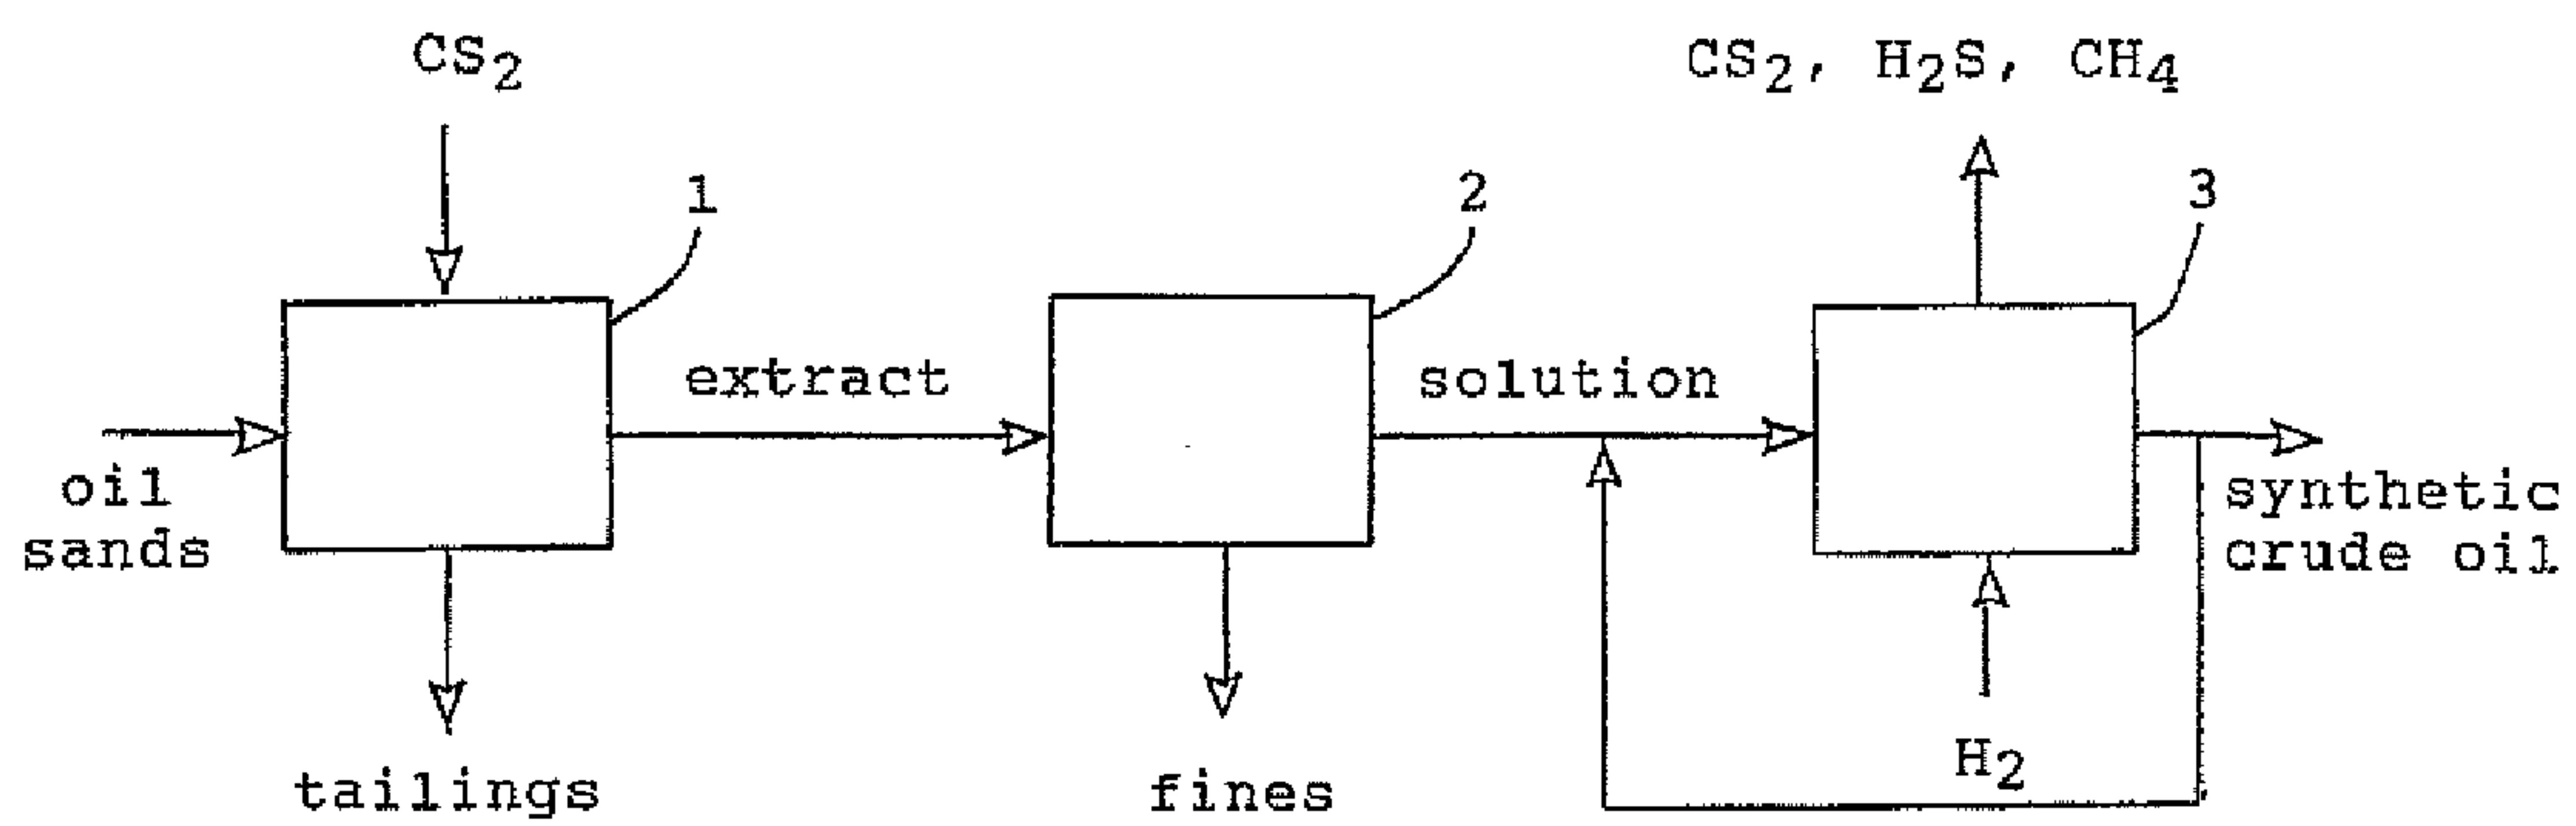 CS2
CS2, H2S, CH4
1
2
3
extract
solution
oil
sands
synthetic
crude oil
tailings
fines
H2